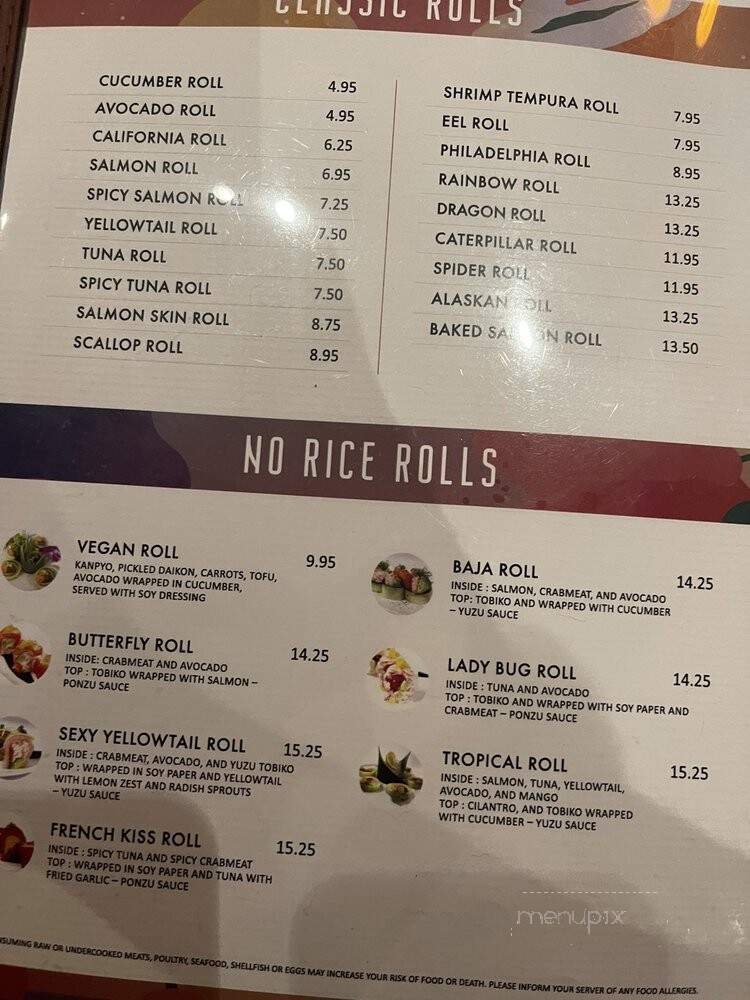 CLASSIC ROLLS
CUCUMBER ROLL 4.95
AVOCADO ROLL 4.95
CALIFORNIA ROLL 6.25
SALMON ROLL 6.95
SPICY SALMON ROLL 7.25
YELLOWTAIL ROLL 7.50
TUNA ROLL 7.50
SPICY TUNA ROLL 7.50
SALMON SKIN ROLL 8.75
SCALLOP ROLL 8.95
SHRIMP TEMPURA ROLL 7.95
EEL ROLL 7.95
PHILADELPHIA ROLL 8.95
RAINBOW ROLL 13.25
DRAGON ROLL 13.25
CATERPILLAR ROLL 11.95
SPIDER ROLL 11.95
ALASKAN ROLL 13.25
BAKED SALMON ROLL 13.50
NO RICE ROLLS
VEGAN ROLL 9.95
KANPYO, PICKLED DAIKON, CARROTS, TOFU,
AVOCADO WRAPPED IN CUCUMBER,
SERVED WITH SOY DRESSING
BUTTERFLY ROLL 14.25
INSIDE: CRABMEAT AND AVOCADO
TOP : TOBIKO WRAPPED WITH SALMON –
PONZU SAUCE
SEXY YELLOWTAIL ROLL 15.25
INSIDE : CRABMEAT, AVOCADO, AND YUZU TOBIKO
TOP : WRAPPED IN SOY PAPER AND YELLOWTAIL
WITH LEMON ZEST AND RADISH SPROUTS
– YUZU SAUCE
FRENCH KISS ROLL 15.25
INSIDE : SPICY TUNA AND SPICY CRABMEAT
TOP : WRAPPED IN SOY PAPER AND TUNA WITH
FRIED GARLIC – PONZU SAUCE
BAJA ROLL 14.25
INSIDE : SALMON, CRABMEAT, AND AVOCADO
TOP: TOBIKO AND WRAPPED WITH CUCUMBER
– YUZU SAUCE
LADY BUG ROLL 14.25
INSIDE : TUNA AND AVOCADO
TOP : TOBIKO AND WRAPPED WITH SOY PAPER AND
CRABMEAT – PONZU SAUCE
TROPICAL ROLL 15.25
INSIDE : SALMON, TUNA, YELLOWTAIL,
AVOCADO, AND MANGO
TOP : CILANTRO, AND TOBIKO WRAPPED
WITH CUCUMBER – YUZU SAUCE
menupix
RAW OR UNDERCOOKED MEATS, POULTRY, SEAFOOD, SHELLFISH OR EGGS MAY INCREASE YOUR RISK OF FOOD OR DEATH. PLEASE INFORM YOUR SERVER OF ANY FOOD ALLERGIES.